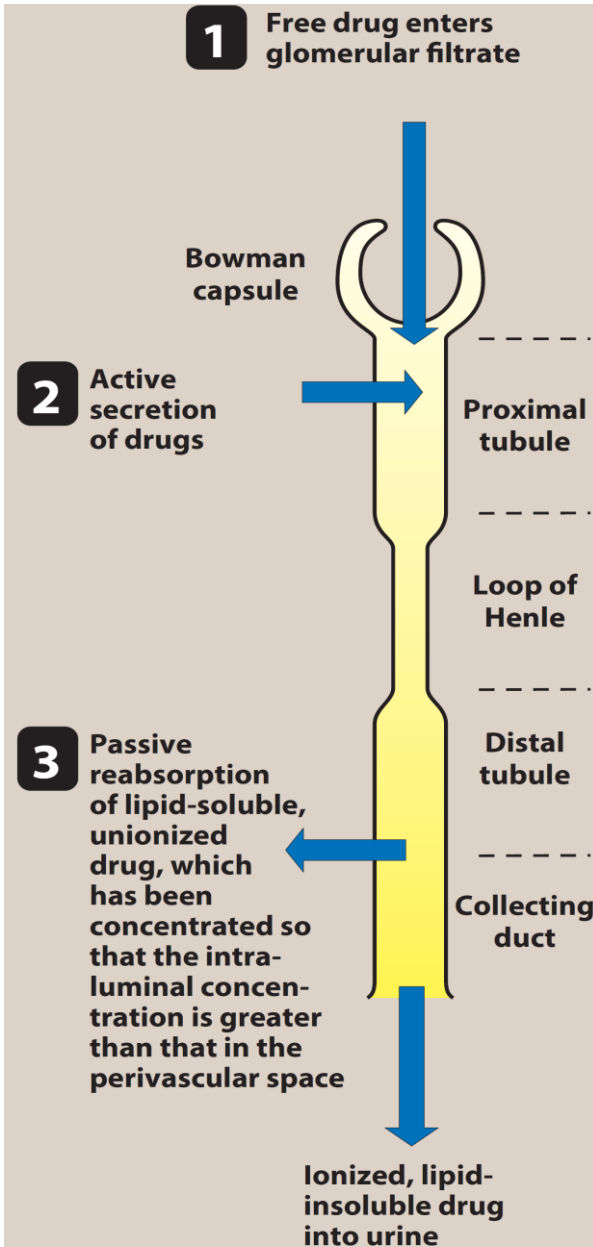 1
Free drug enters
glomerular filtrate
Bowman
capsule
2
Active
secretion
of drugs
Proximal
tubule
Loop of
Henle
Distal
tubule
3
Passive
reabsorption
of lipid-soluble,
unionized
drug, which
has been
concentrated so
that the intra-
luminal concen-
tration is greater
than that in the
perivascular space
Collecting
duct
Ionized, lipid-
insoluble drug
into urine